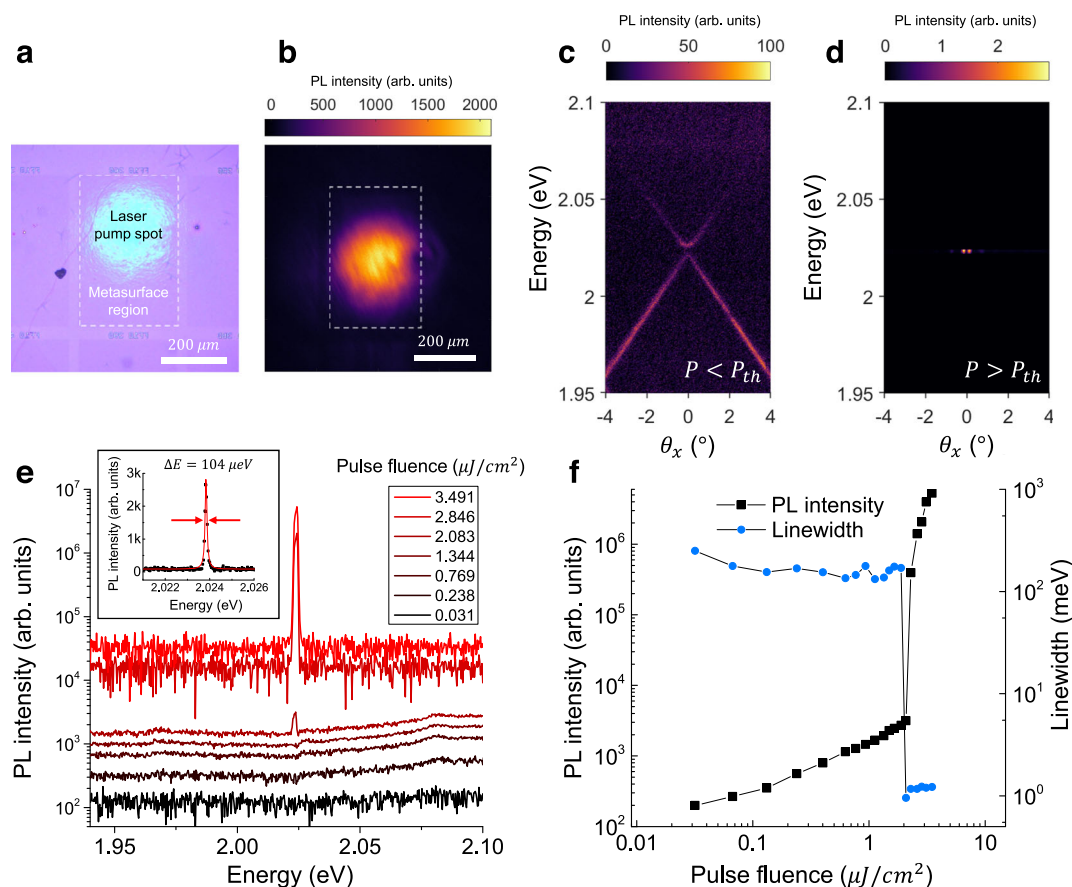 a
b
c
d
PL intensity (arb. units)
0 500 1000 1500 2000
PL intensity (arb. units)
0 50 100
PL intensity (arb. units)
0 1 2
Laser
pump spot
Metasurface
region
200 μm
200 μm
Energy (eV)
2.1
2.05
2
1.95
P < Pth
-4 -2 0 2 4
θx (°)
Energy (eV)
2.1
2.05
2
1.95
P > Pth
-4 -2 0 2 4
θx (°)
e
ΔE = 104 μeV
PL intensity (arb. units)
3k
2k
1k
0
2.022 2.024 2.026
Energy (eV)
Pulse fluence (μJ/cm²)
3.491
2.846
2.083
1.344
0.769
0.238
0.031
PL intensity (arb. units)
10⁷
10⁶
10⁵
10⁴
10³
10²
1.95 2.00 2.05 2.10
Energy (eV)
f
PL intensity
Linewidth
PL intensity (arb. units)
10⁶
10⁵
10⁴
10³
10²
Linewidth (meV)
10³
10²
10¹
10⁰
0.01 0.1 1 10
Pulse fluence (μJ/cm²)